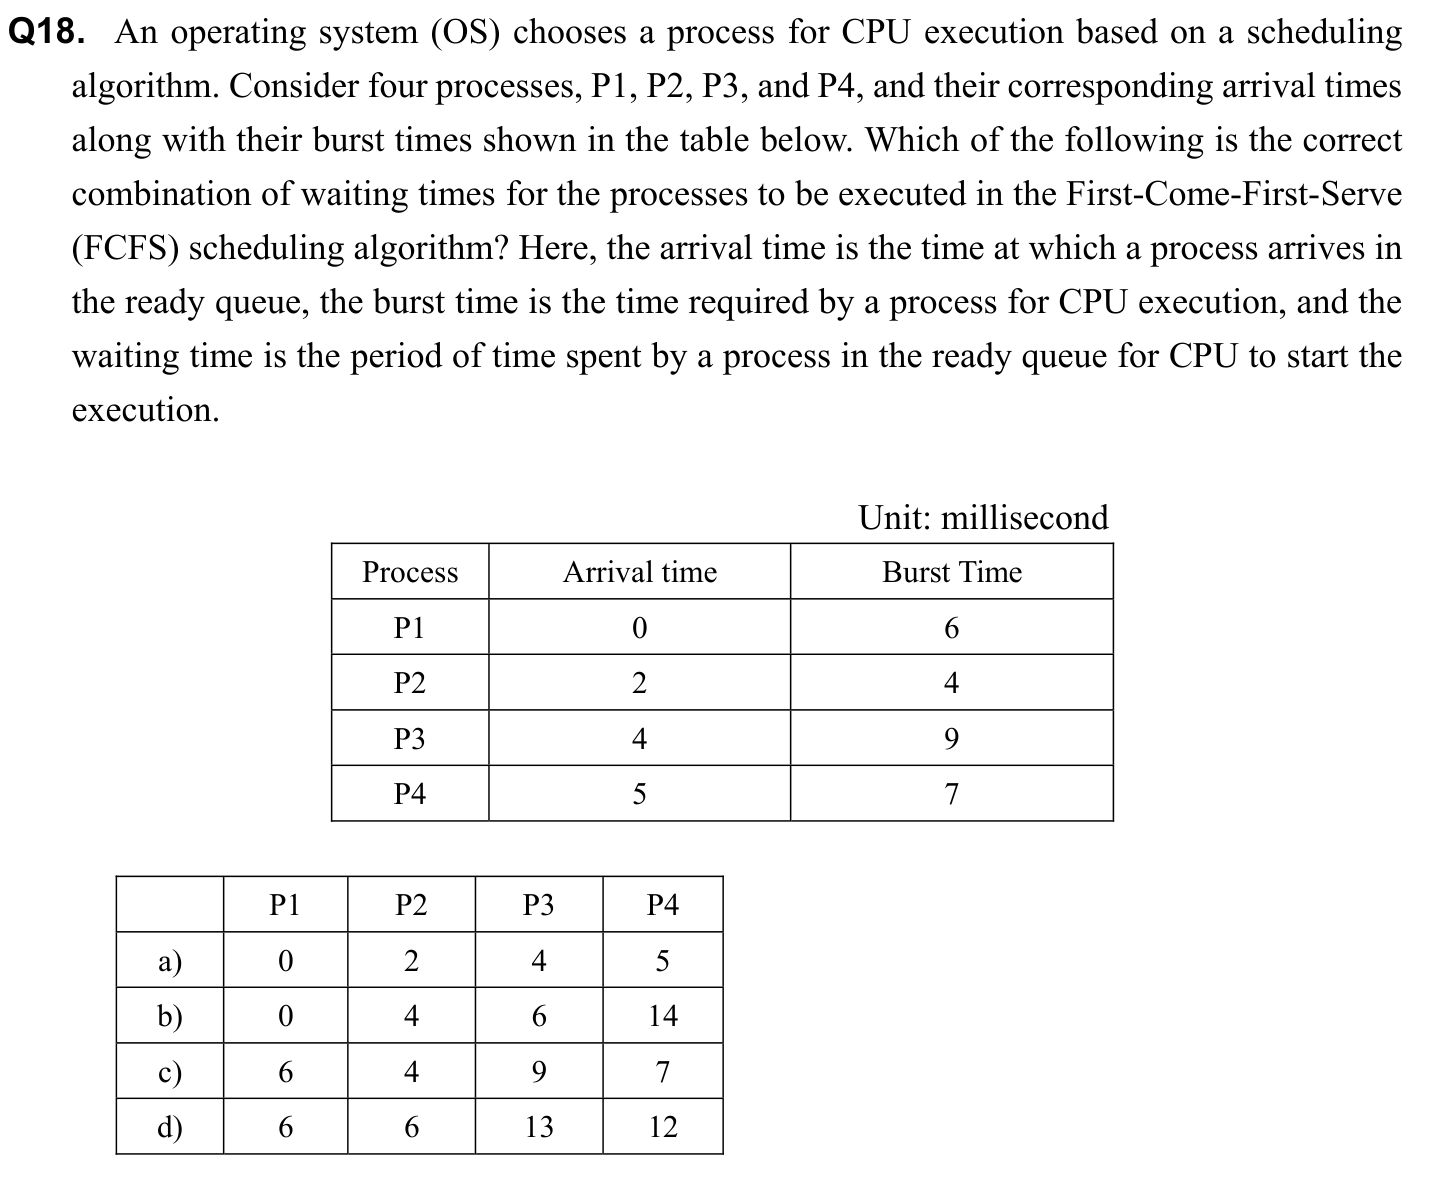 Q18. An operating system (OS) chooses a process for CPU execution based on a scheduling
algorithm. Consider four processes, P1, P2, P3, and P4, and their corresponding arrival times
along with their burst times shown in the table below. Which of the following is the correct
combination of waiting times for the processes to be executed in the First-Come-First-Serve
(FCFS) scheduling algorithm? Here, the arrival time is the time at which a process arrives in
the ready queue, the burst time is the time required by a process for CPU execution, and the
waiting time is the period of time spent by a process in the ready queue for CPU to start the
execution.
Unit: millisecond
Process Arrival time Burst Time
P1 0 6
P2 2 4
P3 4 9
P4 5 7
P1 P2 P3 P4
a) 0 2 4 5
b) 0 4 6 14
c) 6 4 9 7
d) 6 6 13 12